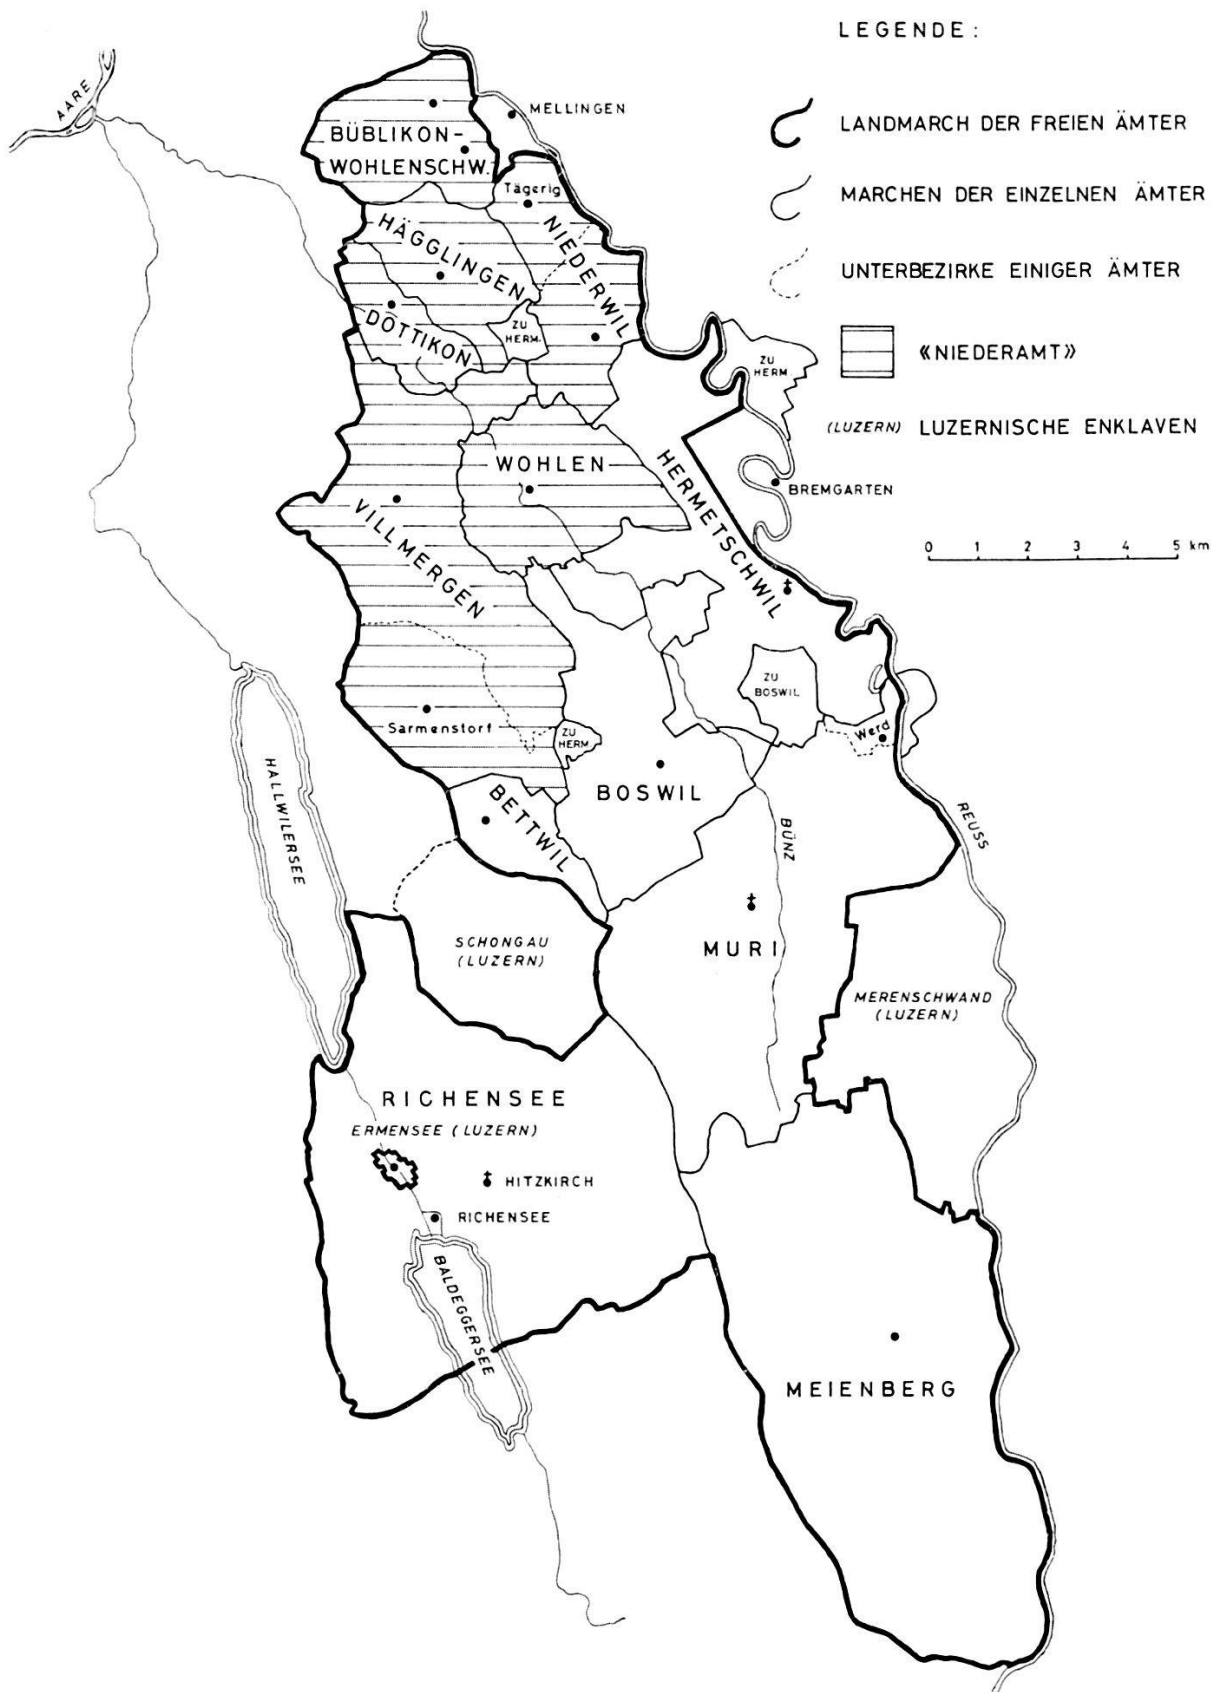 LEGENDE :
LANDMARCH DER FREIEN ÄMTER
MARCHEN DER EINZELNEN ÄMTER
UNTERBEZIRKE EINIGER ÄMTER
«NIEDERAMT»
(LUZERN) LUZERNISCHE ENKLAVEN
0 1 2 3 4 5 km
AARE
MELLINGEN
BÜBLIKON-
WOHLENSCHW.
Tägerig
HÄGGLINGEN
NIEDERWIL
DOTTIKON
ZU
HERM.
ZU
HERM.
WOHLEN
HERMETSCHWIL
BREMGARTEN
VILLMERGEN
ZU
BOSWIL
Sarmenstorf
ZU
HERM.
Werd
HALLWILERSEE
BETTWIL
BOSWIL
BÜNZ
REUSS
SCHONGAU
(LUZERN)
MURI
MERENSCHWAND
(LUZERN)
RICHENSEE
ERMENSEE (LUZERN)
HITZKIRCH
RICHENSEE
BALDEGGERSEE
MEIENBERG